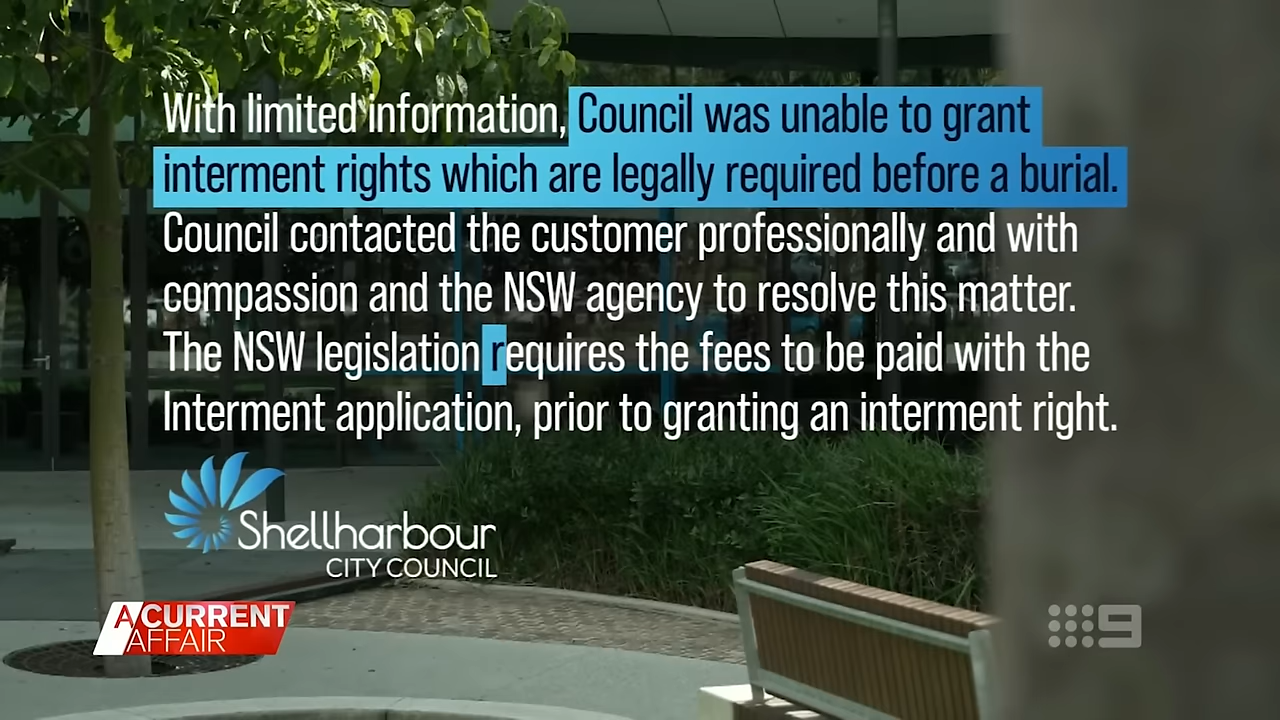 With limited information, Council was unable to grant
interment rights which are legally required before a burial.
Council contacted the customer professionally and with
compassion and the NSW agency to resolve this matter.
The NSW legislation requires the fees to be paid with the
Interment application, prior to granting an interment right.
Shellharbour
CITY COUNCIL
A CURRENT
AFFAIR
9